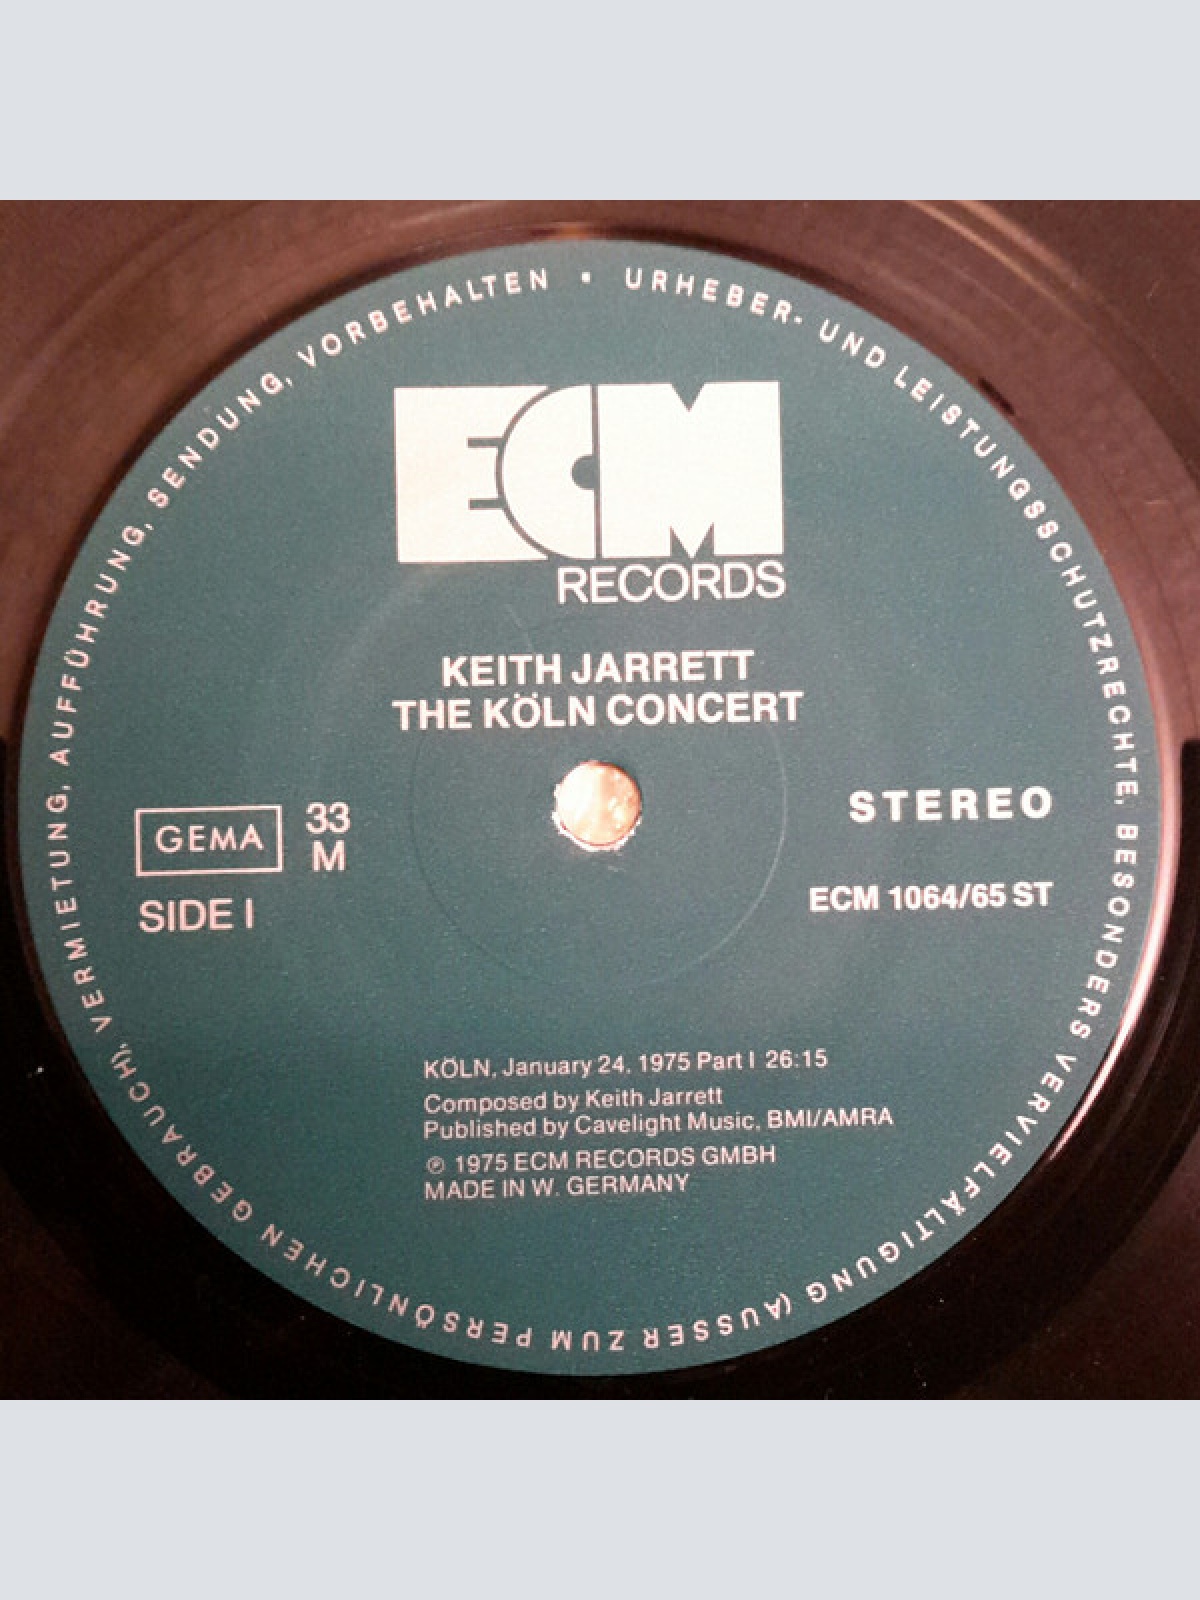 URHEBER- UND LEISTUNGSSCHUTZRECHTE, BESONDERS VERVIELFÄLTIGUNG (AUSSER ZUM PERSÖNLICHEN GEBRAUCH), VERMIETUNG, AUFFÜHRUNG, SENDUNG, VORBEHALTEN •
ECM
RECORDS
KEITH JARRETT
THE KÖLN CONCERT
GEMA
33
M
SIDE I
STEREO
ECM 1064/65 ST
KÖLN, January 24, 1975 Part I 26:15
Composed by Keith Jarrett
Published by Cavelight Music, BMI/AMRA
℗ 1975 ECM RECORDS GMBH
MADE IN W. GERMANY